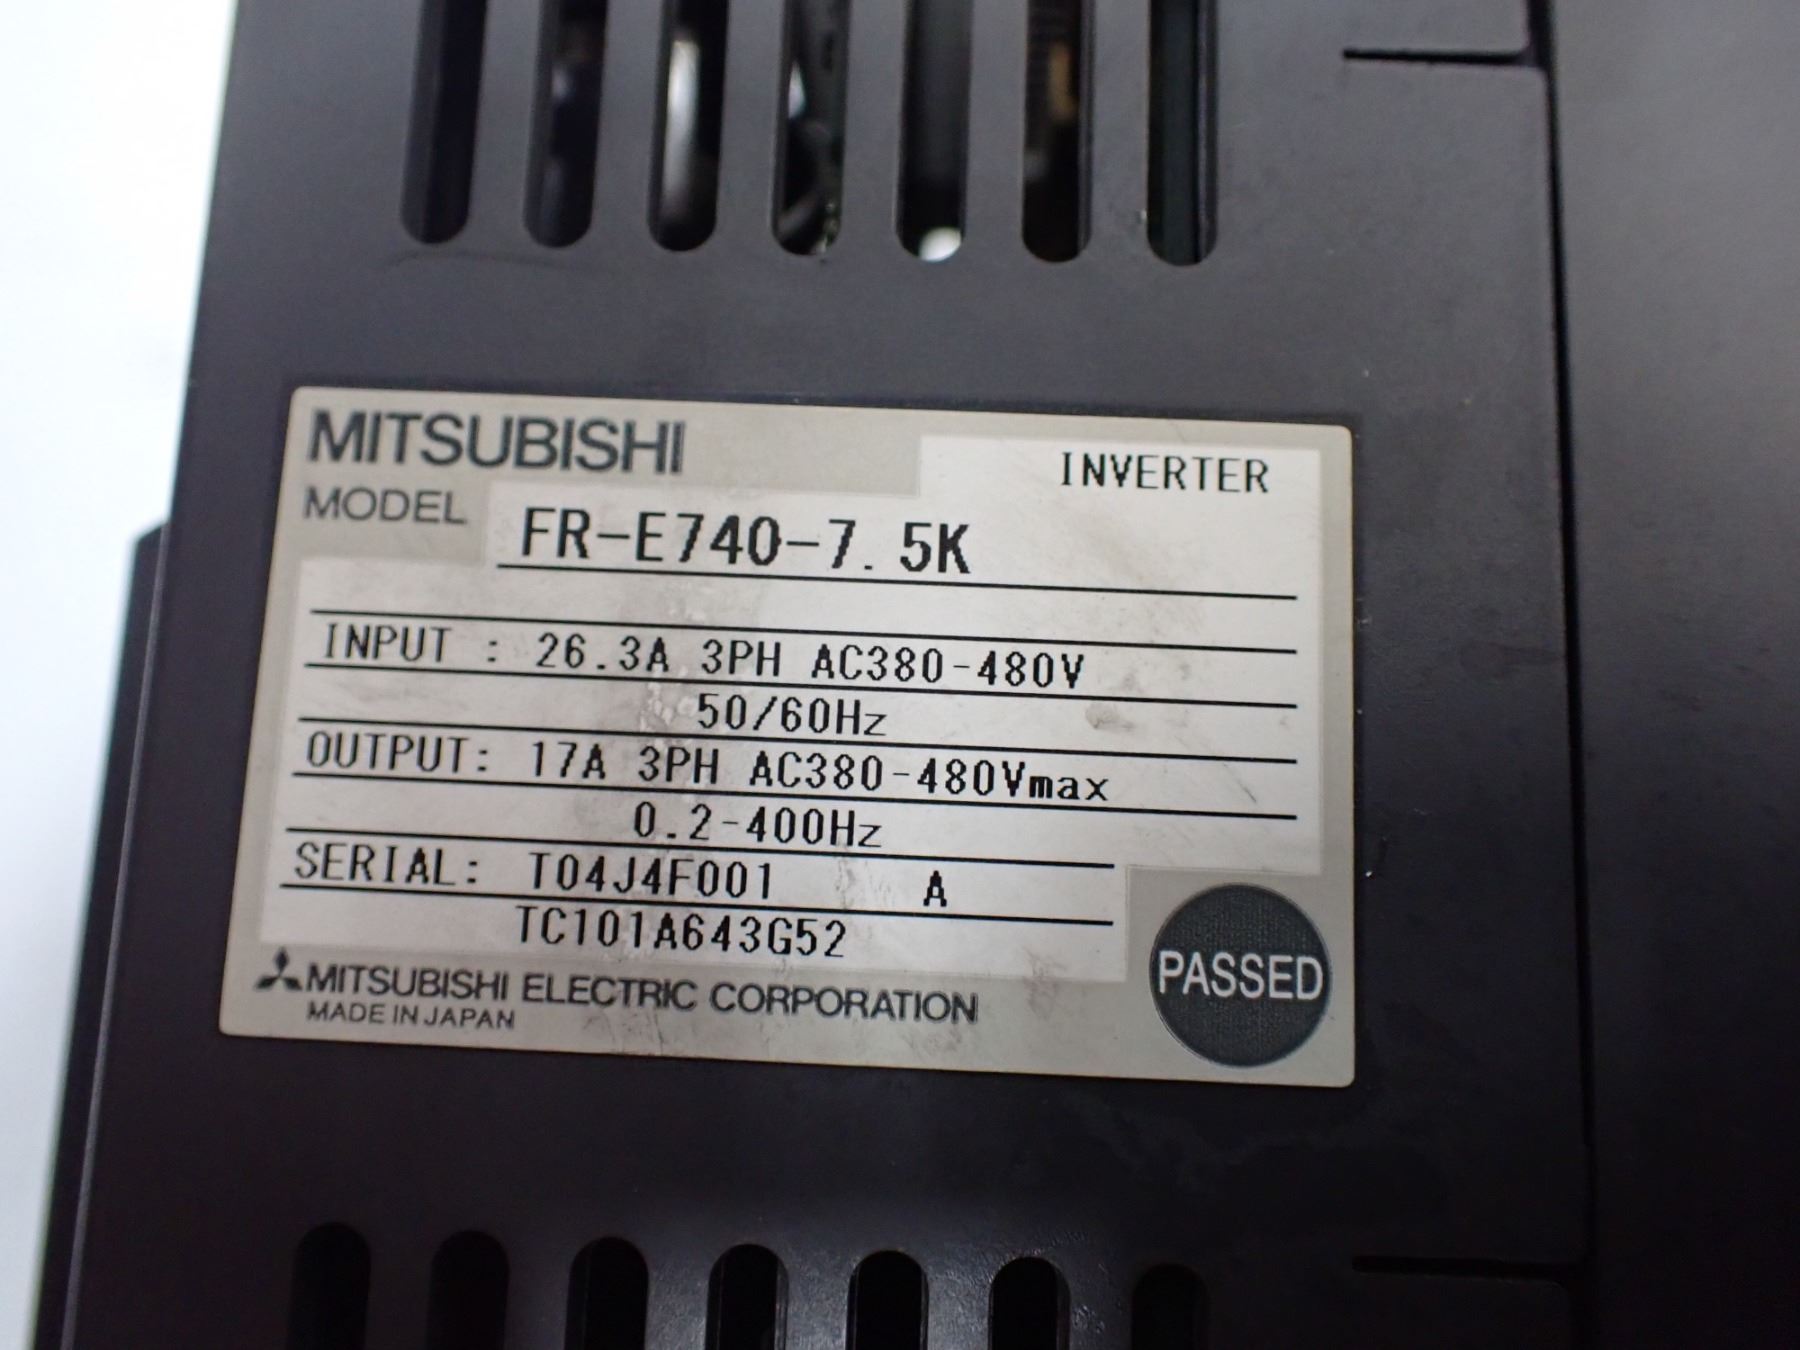 MITSUBISHI
INVERTER
MODEL FR-E740-7.5K
INPUT : 26.3A 3PH AC380-480V
50/60Hz
OUTPUT: 17A 3PH AC380-480Vmax
0.2-400Hz
SERIAL: T04J4F001 A
TC101A643G52
PASSED
MITSUBISHI ELECTRIC CORPORATION
MADE IN JAPAN